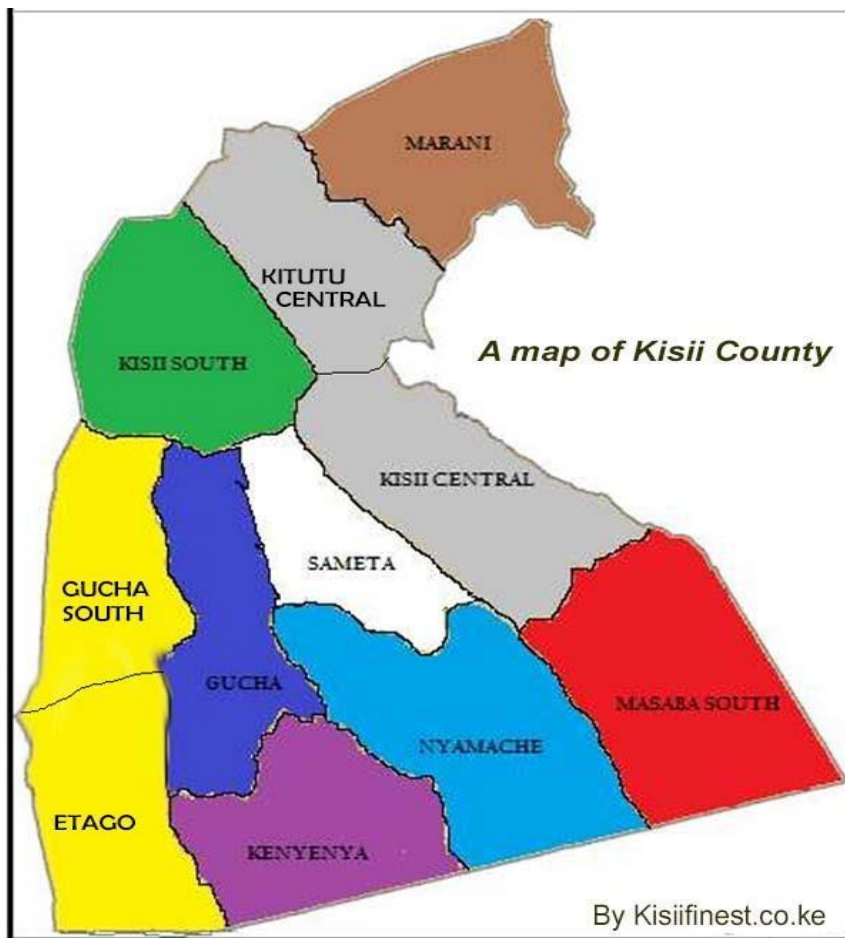 MARANI
KITUTU
CENTRAL
A map of Kisii County
KISII SOUTH
KISII CENTRAL
SAMETA
GUCHA
SOUTH
GUCHA
MASABA SOUTH
NYAMACHE
ETAGO
KENYENYA
By Kisiifinest.co.ke